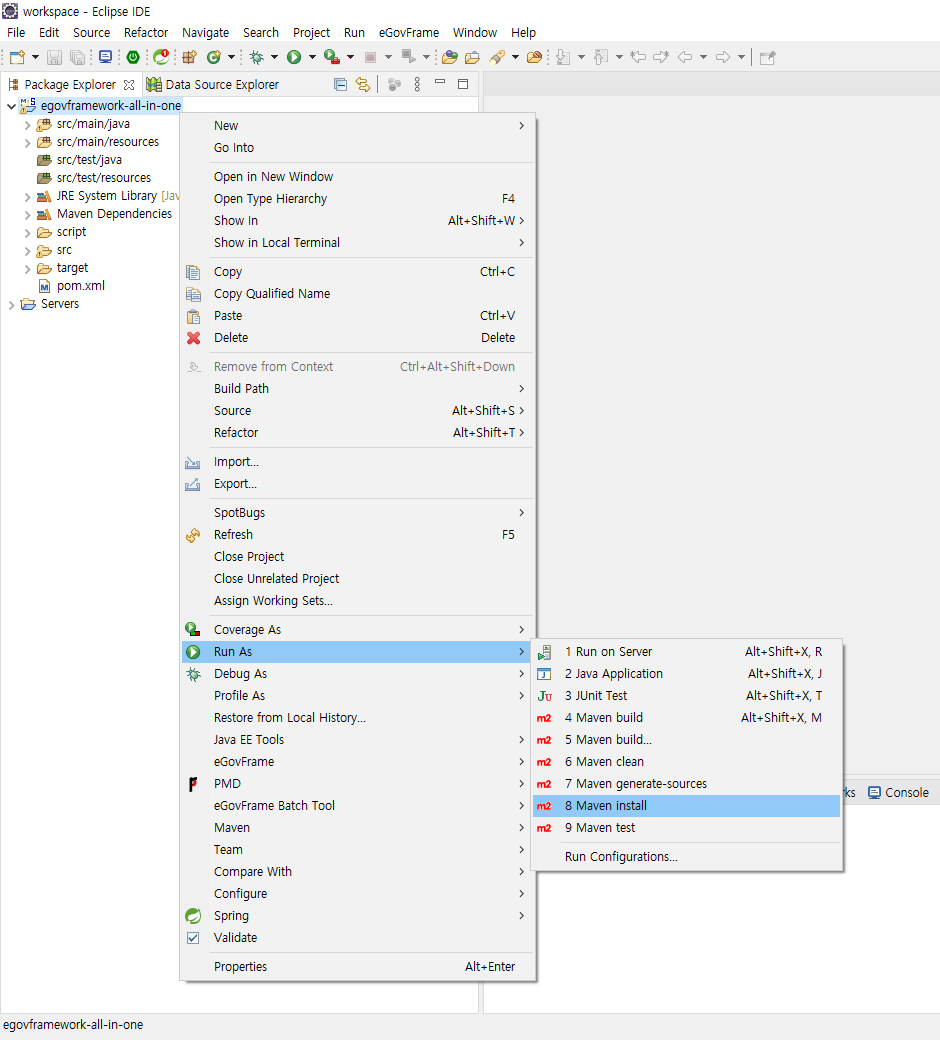 workspace - Eclipse IDE
File Edit Source Refactor Navigate Search Project Run eGovFrame Window Help
Package Explorer Data Source Explorer
egovframework-all-in-one
src/main/java
src/main/resources
src/test/java
src/test/resources
JRE System Library [Jav
Maven Dependencies
script
src
target
pom.xml
Servers
New
Go Into
Open in New Window
Open Type Hierarchy F4
Show In Alt+Shift+W
Show in Local Terminal
Copy Ctrl+C
Copy Qualified Name
Paste Ctrl+V
Delete Delete
Remove from Context Ctrl+Alt+Shift+Down
Build Path
Source Alt+Shift+S
Refactor Alt+Shift+T
Import...
Export...
SpotBugs
Refresh F5
Close Project
Close Unrelated Project
Assign Working Sets...
Coverage As
Run As
Debug As
Profile As
Restore from Local History...
Java EE Tools
eGovFrame
PMD
eGovFrame Batch Tool
Maven
Team
Compare With
Configure
Spring
Validate
Properties Alt+Enter
1 Run on Server Alt+Shift+X, R
2 Java Application Alt+Shift+X, J
Ju 3 JUnit Test Alt+Shift+X, T
m2 4 Maven build Alt+Shift+X, M
m2 5 Maven build...
m2 6 Maven clean
m2 7 Maven generate-sources
m2 8 Maven install
m2 9 Maven test
Run Configurations...
ks Console
egovframework-all-in-one